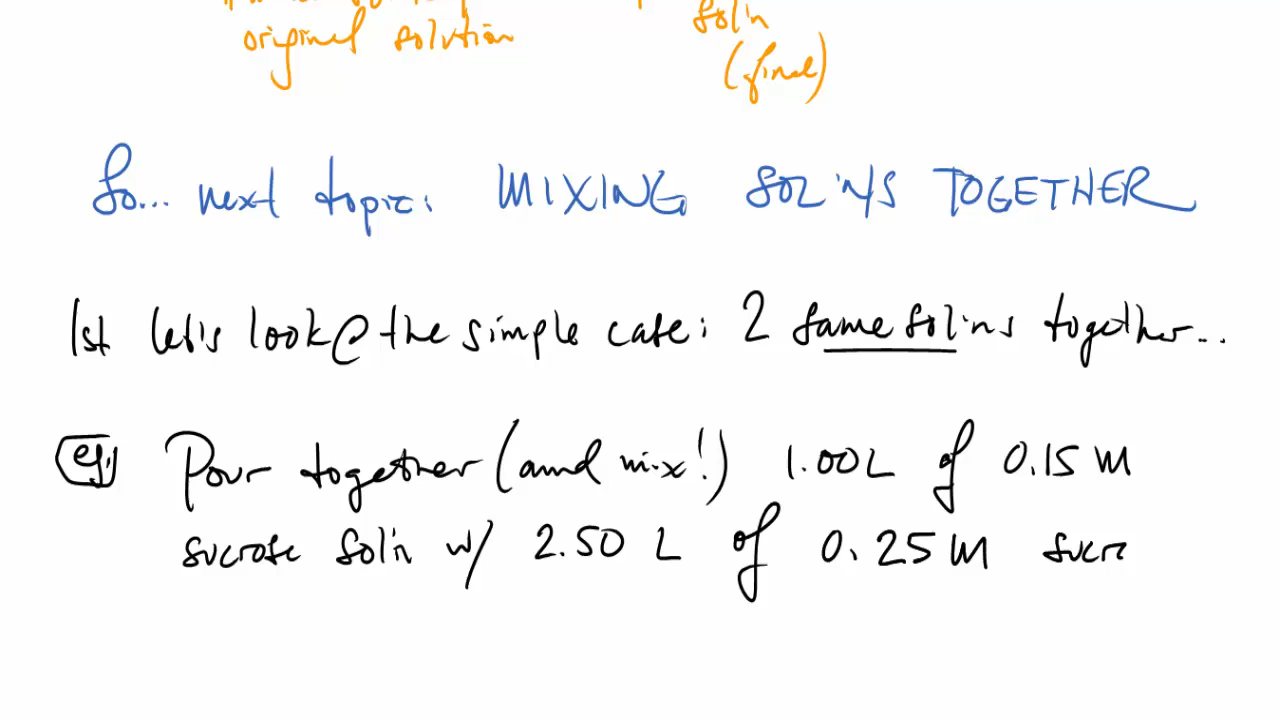 original solution
sol'n
(final)
So... next topic: MIXING SOL'N/S TOGETHER
1st let's look @ the simple case: 2 same sol'ns together...
eg. Pour together (and mix!) 1.00 L of 0.15 M
sucrose sol'n w/ 2.50 L of 0.25 M sucr